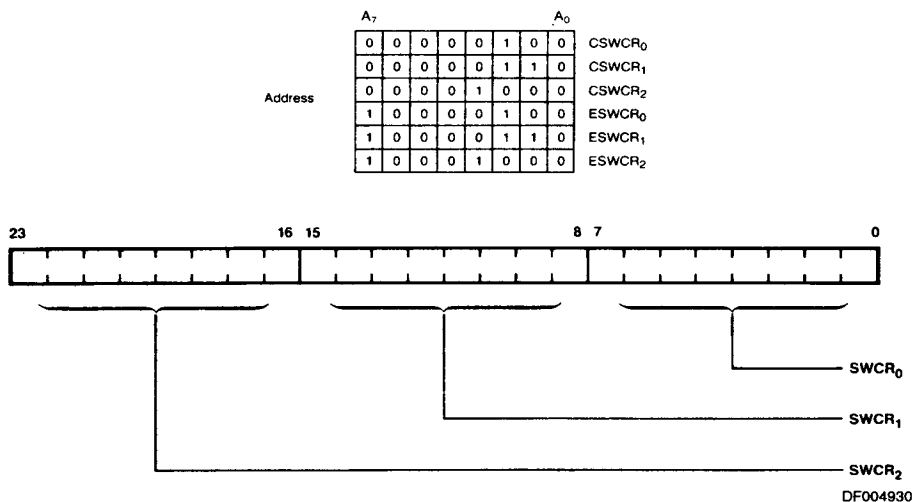 A₇ A₀
0 0 0 0 0 1 0 0 CSWCR₀
0 0 0 0 0 1 1 0 CSWCR₁
0 0 0 0 1 0 0 0 CSWCR₂
Address
1 0 0 0 0 1 0 0 ESWCR₀
1 0 0 0 0 1 1 0 ESWCR₁
1 0 0 0 1 0 0 0 ESWCR₂
23 16 15 8 7 0
SWCR₀
SWCR₁
SWCR₂
DF004930